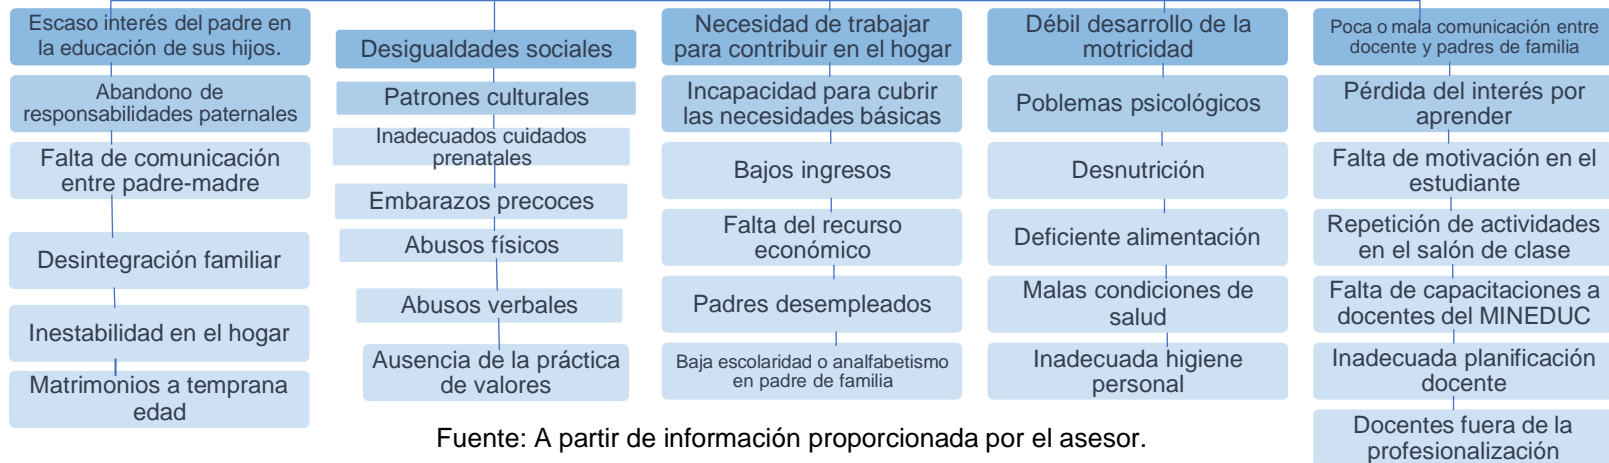 Escaso interés del padre en
la educación de sus hijos.
Abandono de
responsabilidades paternales
Falta de comunicación
entre padre-madre
Desintegración familiar
Inestabilidad en el hogar
Matrimonios a temprana
edad
Desigualdades sociales
Patrones culturales
Inadecuados cuidados
prenatales
Embarazos precoces
Abusos físicos
Abusos verbales
Ausencia de la práctica
de valores
Necesidad de trabajar
para contribuir en el hogar
Incapacidad para cubrir
las necesidades básicas
Bajos ingresos
Falta del recurso
económico
Padres desempleados
Baja escolaridad o analfabetismo
en padre de familia
Débil desarrollo de la
motricidad
Problemas psicológicos
Desnutrición
Deficiente alimentación
Malas condiciones de
salud
Inadecuada higiene
personal
Poca o mala comunicación entre
docente y padres de familia
Pérdida del interés por
aprender
Falta de motivación en el
estudiante
Repetición de actividades
en el salón de clase
Falta de capacitaciones a
docentes del MINEDUC
Inadecuada planificación
docente
Docentes fuera de la
profesionalización
Fuente: A partir de información proporcionada por el asesor.